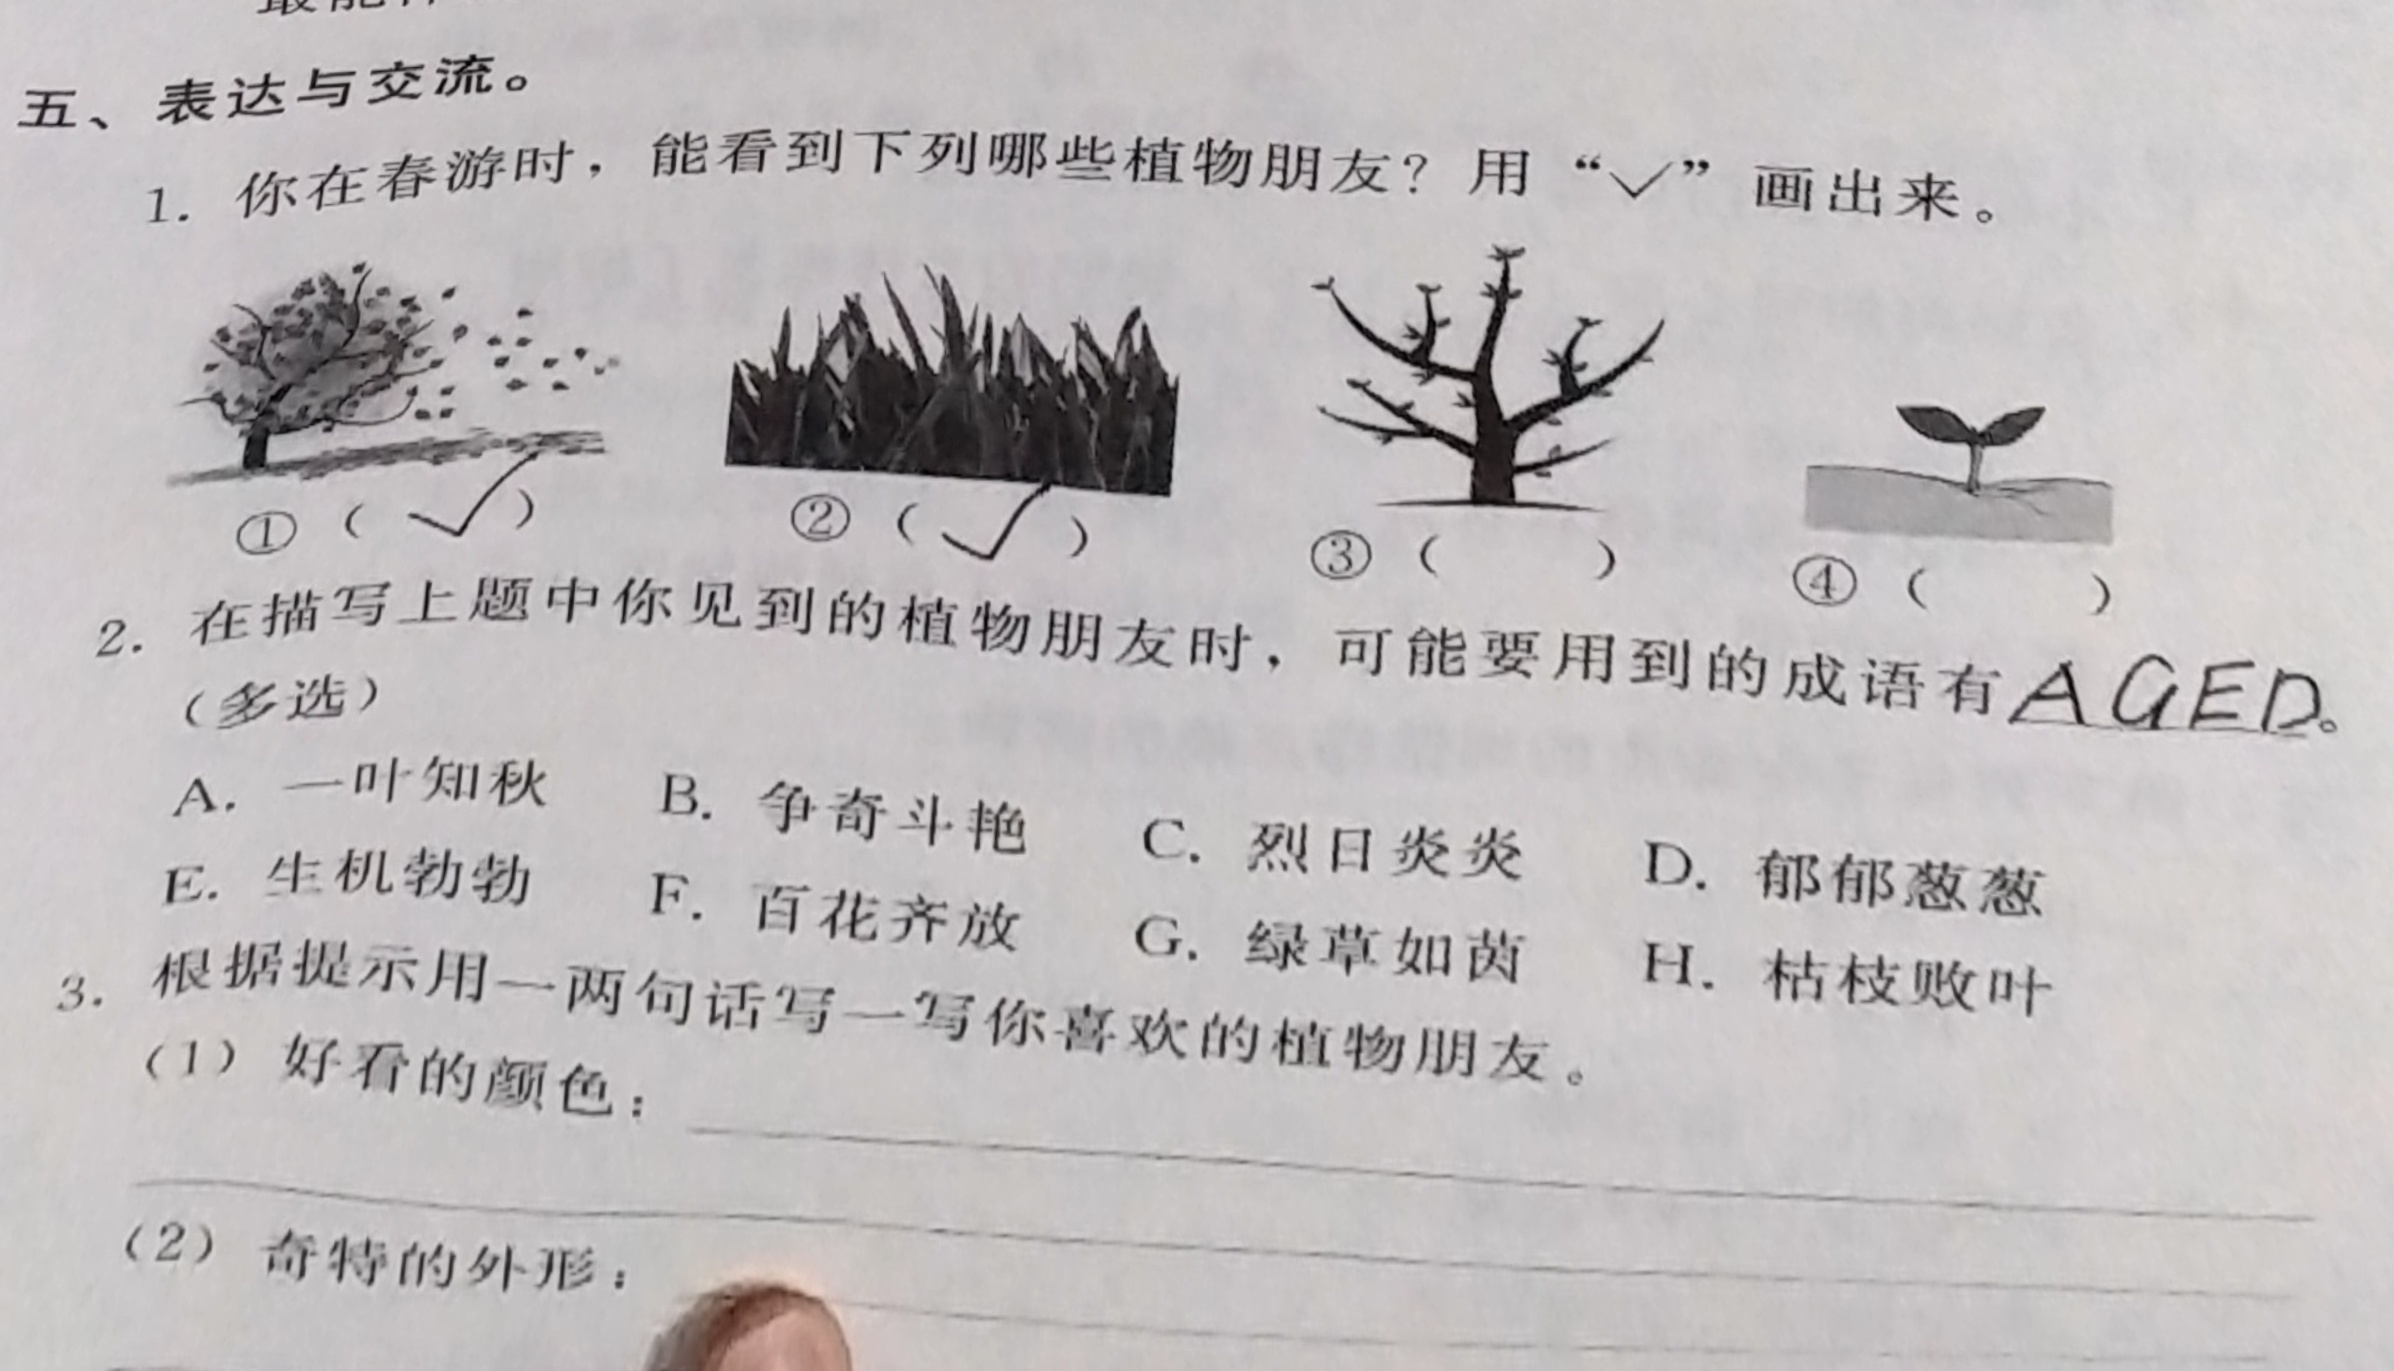 五、表达与交流。
1. 你在春游时，能看到下列哪些植物朋友？用“✓”画出来。
①（ ✓ ） ②（ ✓ ） ③（ ） ④（ ）
2. 在描写上题中你见到的植物朋友时，可能要用到的成语有AGED。
（多选）
A. 一叶知秋 B. 争奇斗艳 C. 烈日炎炎 D. 郁郁葱葱
E. 生机勃勃 F. 百花齐放 G. 绿草如茵 H. 枯枝败叶
3. 根据提示用一两句话写一写你喜欢的植物朋友。
（1）好看的颜色：
（2）奇特的外形：